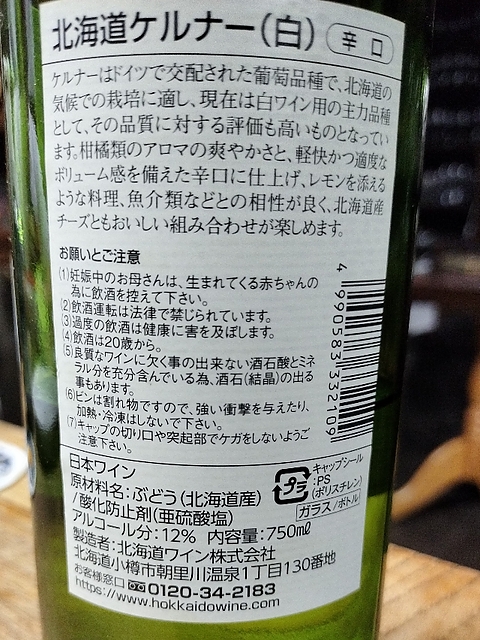 北海道ケルナー(白) 辛口
ケルナーはドイツで交配された葡萄品種で、北海道の
気候での栽培に適し、現在は白ワイン用の主力品種
として、その品質に対する評価も高いものとなってい
ます。柑橘類のアロマの爽やかさと、軽快かつ適度な
ボリューム感を備えた辛口に仕上げ、レモンを添える
ような料理、魚介類などとの相性が良く、北海道産
チーズともおいしい組み合わせが楽しめます。
お願いとご注意
(1)妊娠中のお母さんは、生まれてくる赤ちゃんの
為に飲酒を控えて下さい。
(2)飲酒運転は法律で禁じられています。
(3)過度の飲酒は健康に害を及ぼします。
(4)飲酒は20歳から。
(5)良質なワインに欠く事の出来ない酒石酸とミネ
ラル分を充分含んでいる為、酒石(結晶)の出る
事もあります。
(6)ビンは割れ物ですので、強い衝撃を与えたり、
加熱・冷凍はしないで下さい。
(7)キャップの切り口や突起部でケガをしないようご
注意下さい。
4 990583 332109
日本ワイン
原材料名:ぶどう(北海道産)
/酸化防止剤(亜硫酸塩)
アルコール分:12% 内容量:750㎖
製造者:北海道ワイン株式会社
北海道小樽市朝里川温泉1丁目130番地
お客様窓口 0120-34-2183
https://www.hokkaidowine.com
プラ
キャップシール
:PS
(ポリスチレン)
ガラス/ボトル